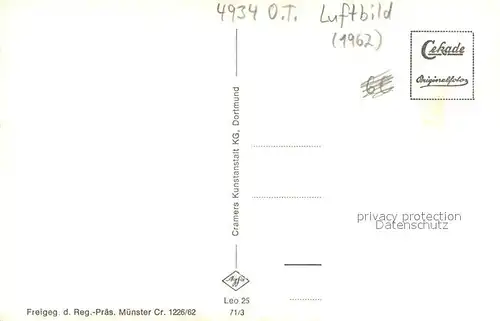 4934 O.T. Luftbild
(1962)
Cekade
Originalfoto
6€
Cramers Kunstanstalt KG, Dortmund
privacy protection
Datenschutz
Agfa
Leo 25
71/3
Freigeg. d. Reg.-Präs. Münster Cr. 1226/62